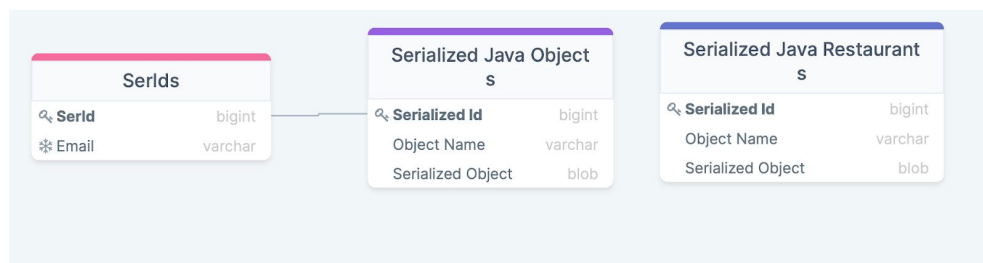 SerIds
SerId bigint
Email varchar
Serialized Java Object
s
Serialized Id bigint
Object Name varchar
Serialized Object blob
Serialized Java Restaurant
s
Serialized Id bigint
Object Name varchar
Serialized Object blob